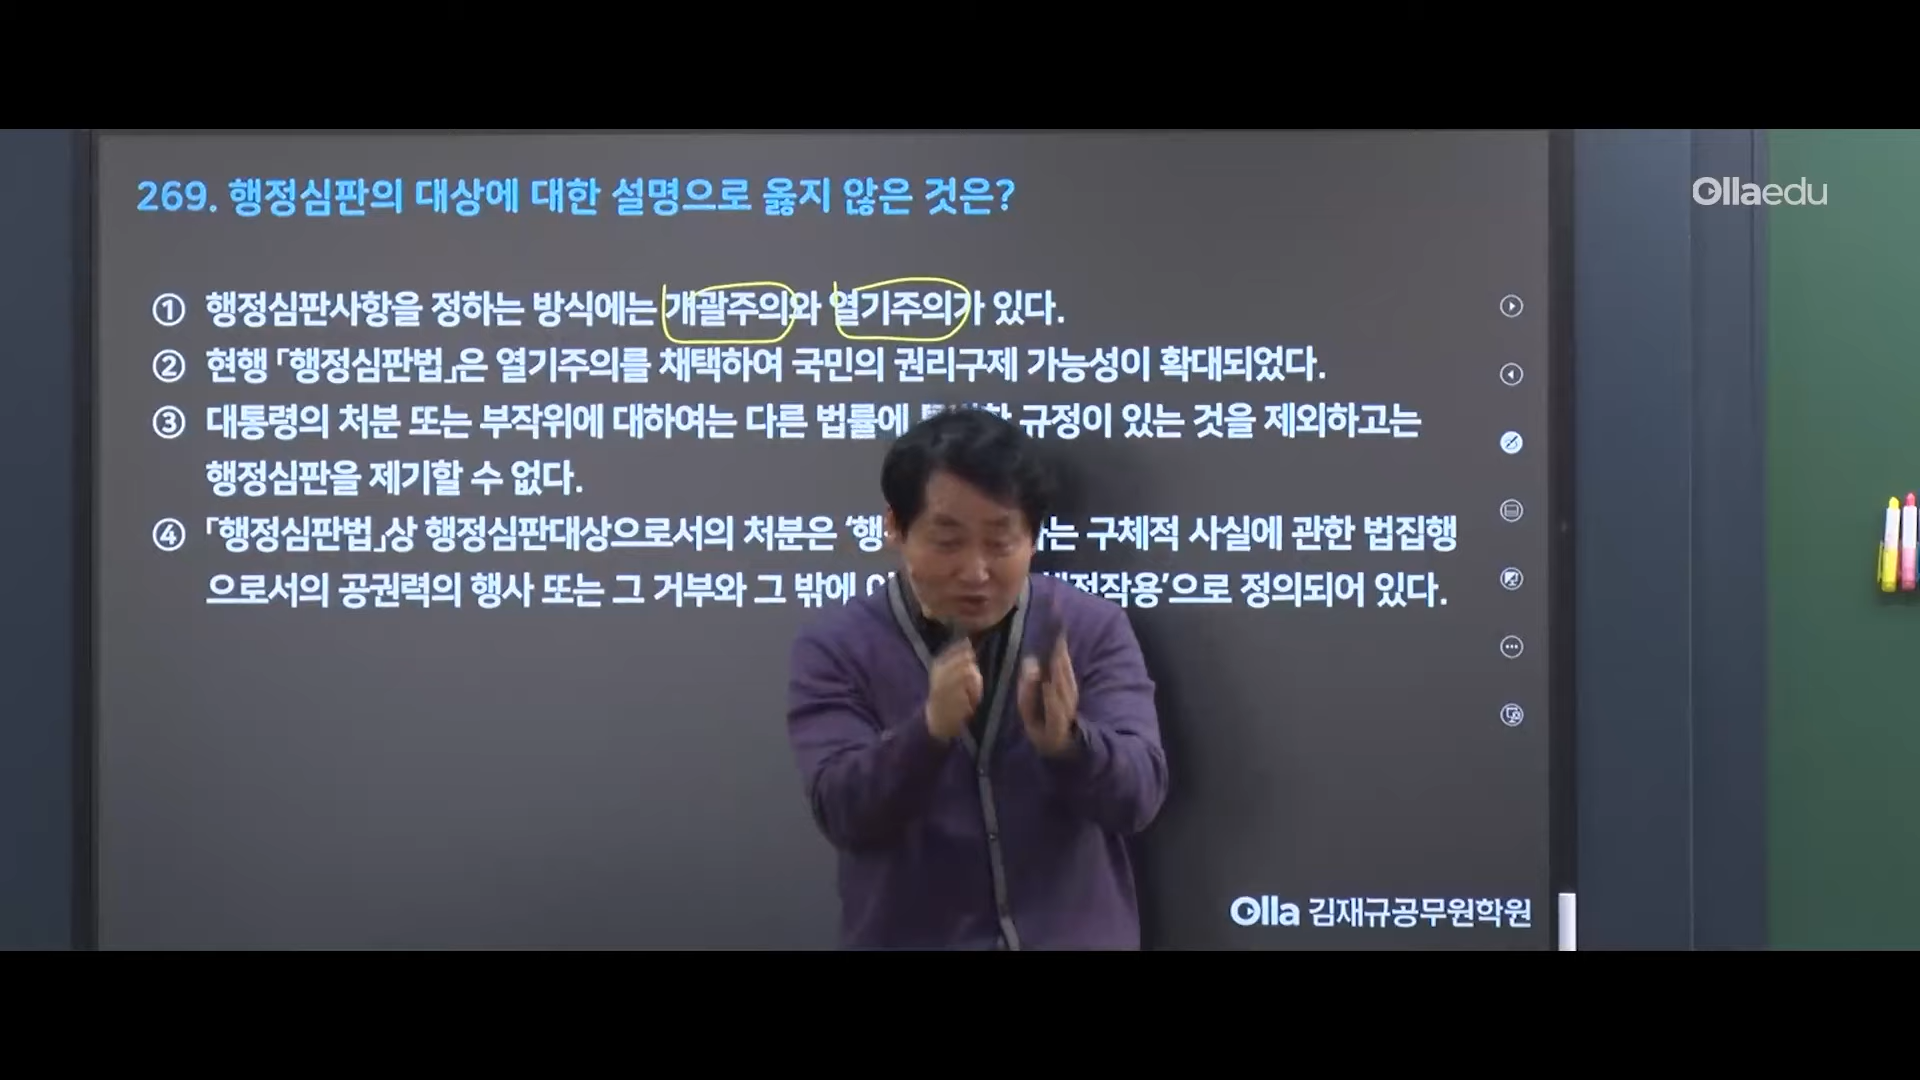 Ollaedu
269. 행정심판의 대상에 대한 설명으로 옳지 않은 것은?
① 행정심판사항을 정하는 방식에는 개괄주의와 열기주의가 있다.
② 현행 「행정심판법」은 열기주의를 채택하여 국민의 권리구제 가능성이 확대되었다.
③ 대통령의 처분 또는 부작위에 대하여는 다른 법률에 규정이 있는 것을 제외하고는
행정심판을 제기할 수 없다.
④ 「행정심판법」상 행정심판대상으로서의 처분은 구체적 사실에 관한 법집행
으로서의 공권력의 행사 또는 그 거부와 그 밖에 으로 정의되어 있다.
Olla 김재규공무원학원